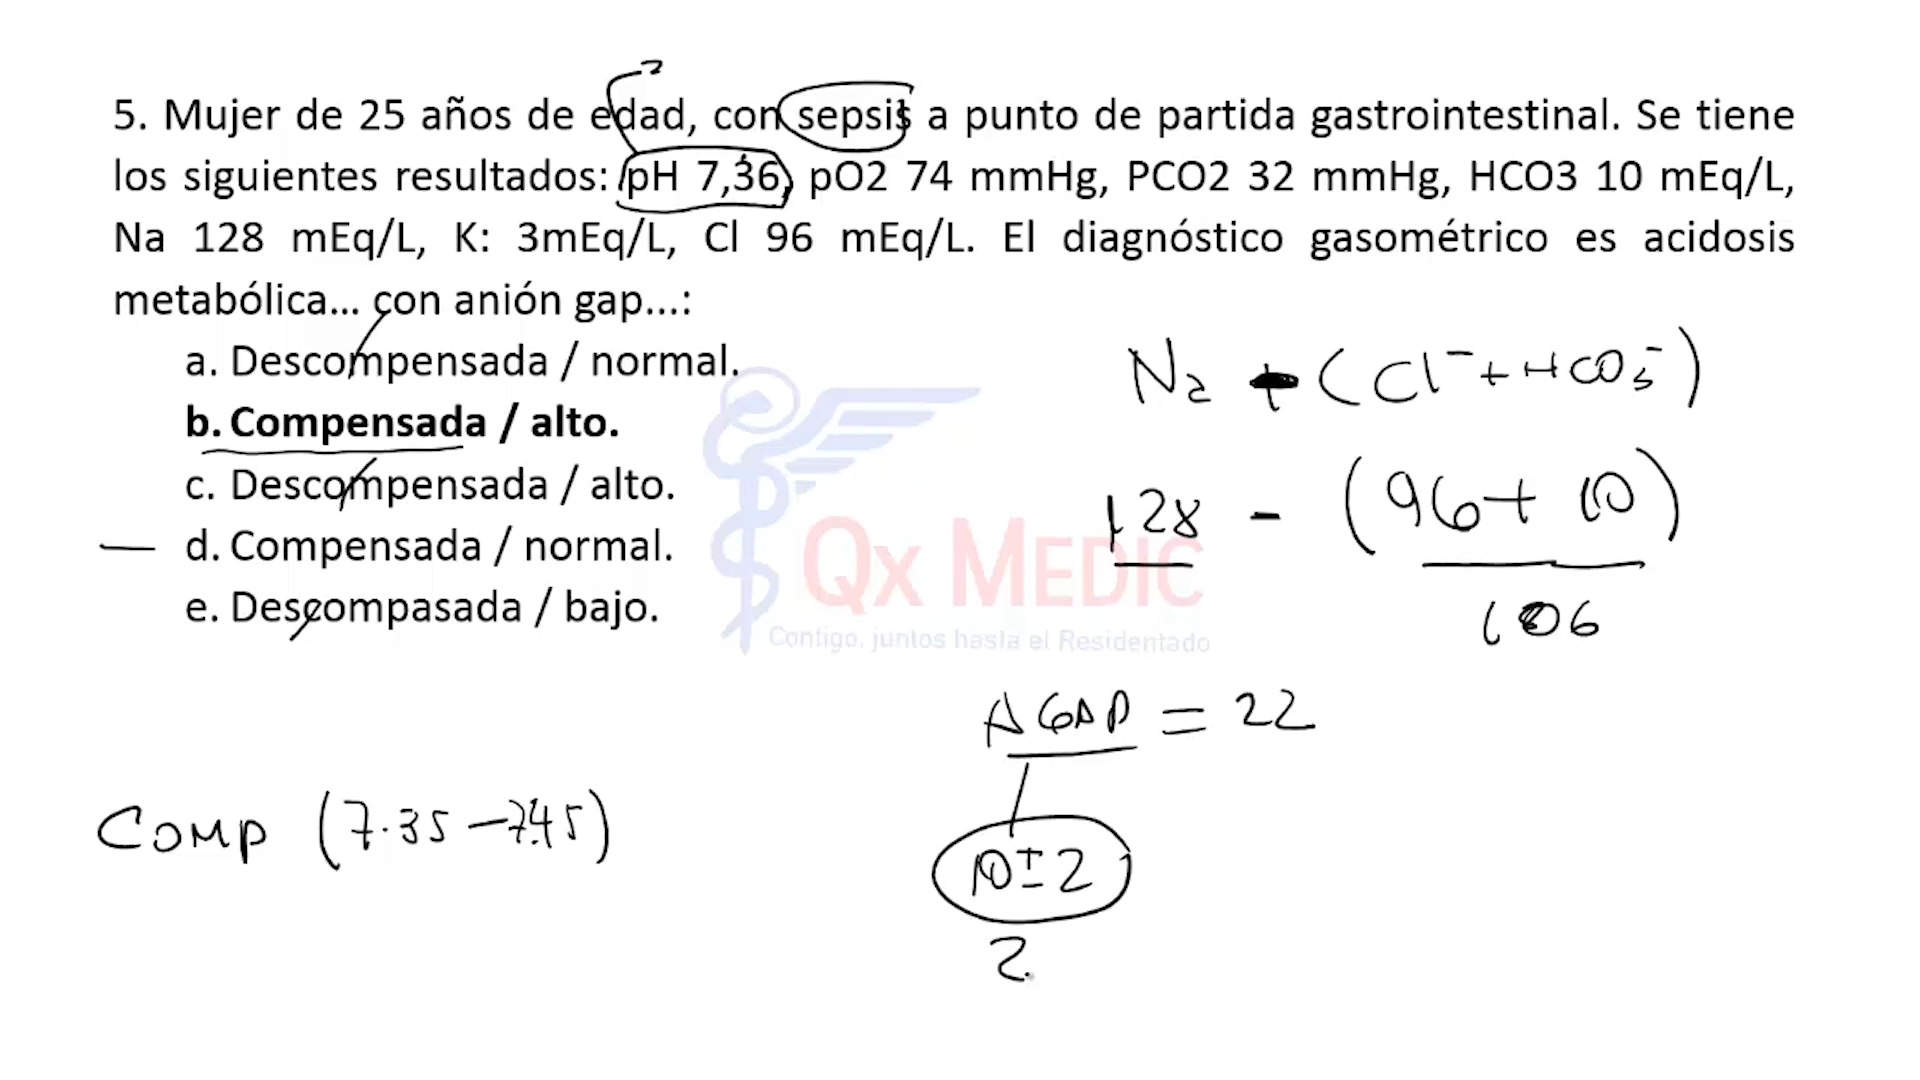 5. Mujer de 25 años de edad, con sepsis a punto de partida gastrointestinal. Se tiene
los siguientes resultados: pH 7,36, pO2 74 mmHg, PCO2 32 mmHg, HCO3 10 mEq/L,
Na 128 mEq/L, K: 3mEq/L, Cl 96 mEq/L. El diagnóstico gasométrico es acidosis
metabólica... con anión gap...:
a. Descompensada / normal.
b. Compensada / alto.
c. Descompensada / alto.
d. Compensada / normal.
e. Descompasada / bajo.
Na - (Cl⁻ + HCO3⁻)
128 - (96 + 10)
106
AGAP = 22
10 ± 2
2
Comp (7.35 - 7.45)
Qx MEDIC
Contigo, juntos hasta el Residentado